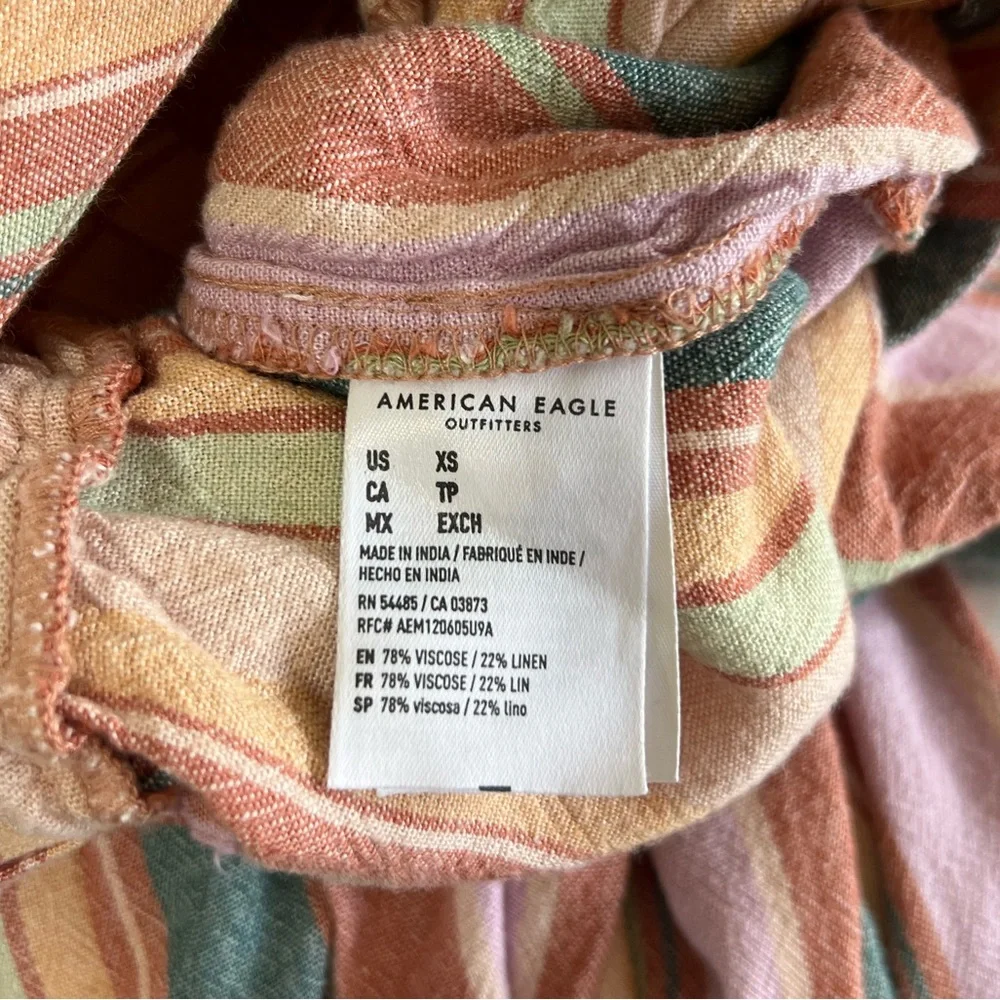 AMERICAN EAGLE
OUTFITTERS
US XS
CA TP
MX EXCH
MADE IN INDIA / FABRIQUÉ EN INDE /
HECHO EN INDIA
RN 54485 / CA 03873
RFC# AEM120605U9A
EN 78% VISCOSE / 22% LINEN
FR 78% VISCOSE / 22% LIN
SP 78% viscosa / 22% lino